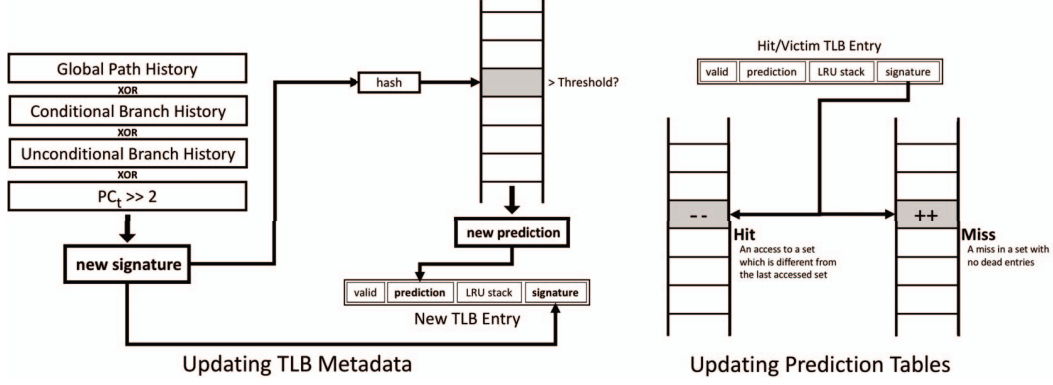 Global Path History
XOR
Conditional Branch History
XOR
Unconditional Branch History
XOR
PCt >> 2
new signature
hash
> Threshold?
new prediction
valid prediction LRU stack signature
New TLB Entry
Updating TLB Metadata
Hit/Victim TLB Entry
valid prediction LRU stack signature
--
Hit
An access to a set
which is different from
the last accessed set
++
Miss
A miss in a set with
no dead entries
Updating Prediction Tables